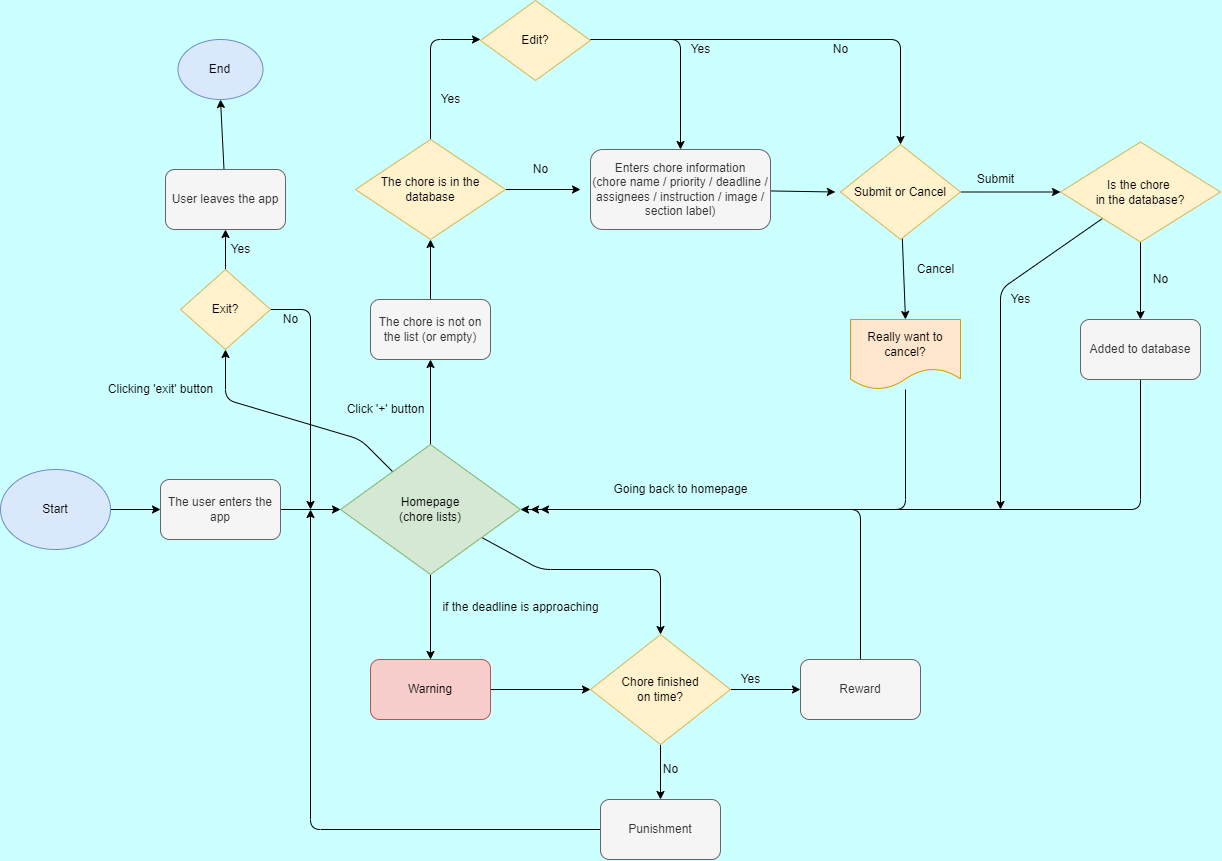 Edit?
Yes
No
End
Yes
The chore is in the
database
No
Enters chore information
(chore name / priority / deadline /
assignees / instruction / image /
section label)
Submit or Cancel
Submit
Is the chore
in the database?
User leaves the app
Yes
Exit?
No
The chore is not on
the list (or empty)
Cancel
Yes
No
Really want to
cancel?
Added to database
Clicking 'exit' button
Click '+' button
Start
The user enters the
app
Homepage
(chore lists)
Going back to homepage
if the deadline is approaching
Warning
Chore finished
on time?
Yes
Reward
No
Punishment